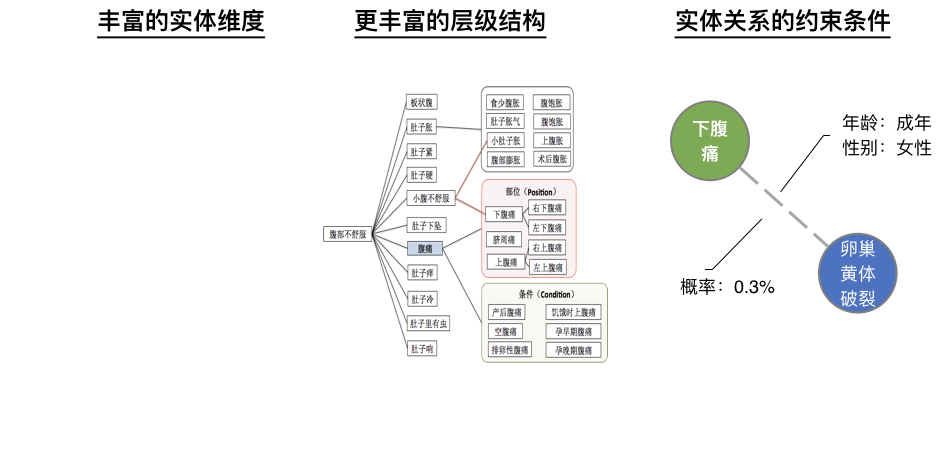 丰富的实体维度
更丰富的层级结构
实体关系的约束条件
腹部不舒服
板状腹
肚子胀
肚子紧
肚子硬
小腹不舒服
肚子下坠
腹痛
肚子痒
肚子冷
肚子里有虫
肚子响
食少腹胀 腹饱胀
肚子胀气 腹饱胀
小肚子胀 上腹胀
腹部膨胀 术后腹胀
部位（Position）
下腹痛
右下腹痛
左下腹痛
脐周痛
上腹痛
右上腹痛
左上腹痛
条件（Condition）
产后腹痛 饥饿时上腹痛
空腹痛 孕早期腹痛
排卵性腹痛 孕晚期腹痛
下腹
痛
年龄：成年
性别：女性
概率：0.3%
卵巢
黄体
破裂